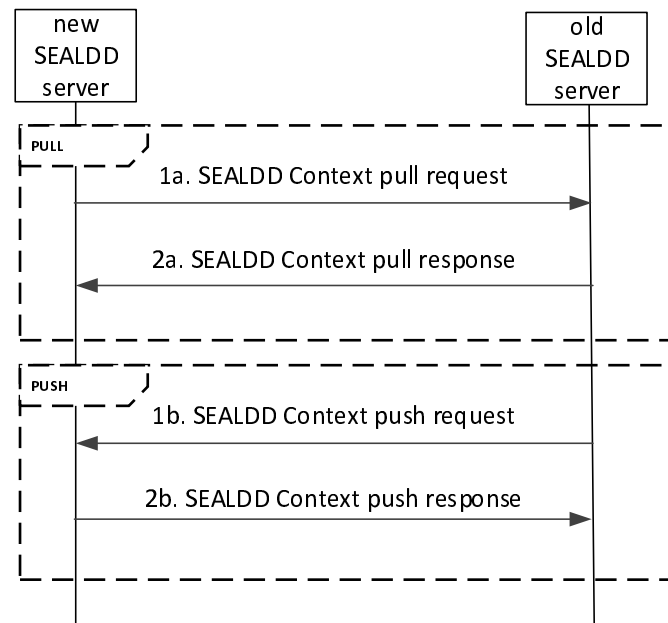 new
SEALDD
server
old
SEALDD
server
PULL
1a. SEALDD Context pull request
2a. SEALDD Context pull response
PUSH
1b. SEALDD Context push request
2b. SEALDD Context push response